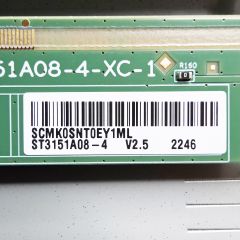 51A08-4-XC-1
R160
SCMK0SNT0EY1ML
ST3151A08-4 V2.5 2246